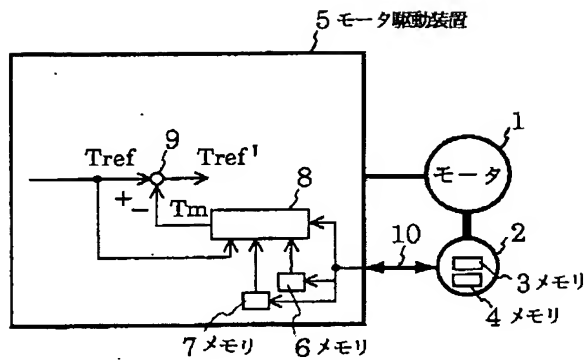 5 モータ駆動装置
1
9
Tref
Tref'
8
モータ
+
-
Tm
10
2
3 メモリ
4 メモリ
7 メモリ
6 メモリ